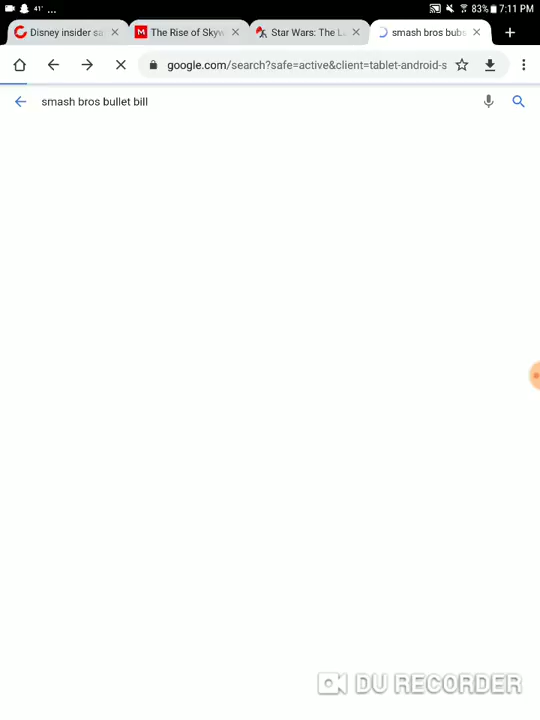 41° ... 83% 7:11 PM
Disney insider sa The Rise of Skyw Star Wars: The L smash bros bubs
google.com/search?safe=active&client=tablet-android-s
smash bros bullet bill
DU RECORDER